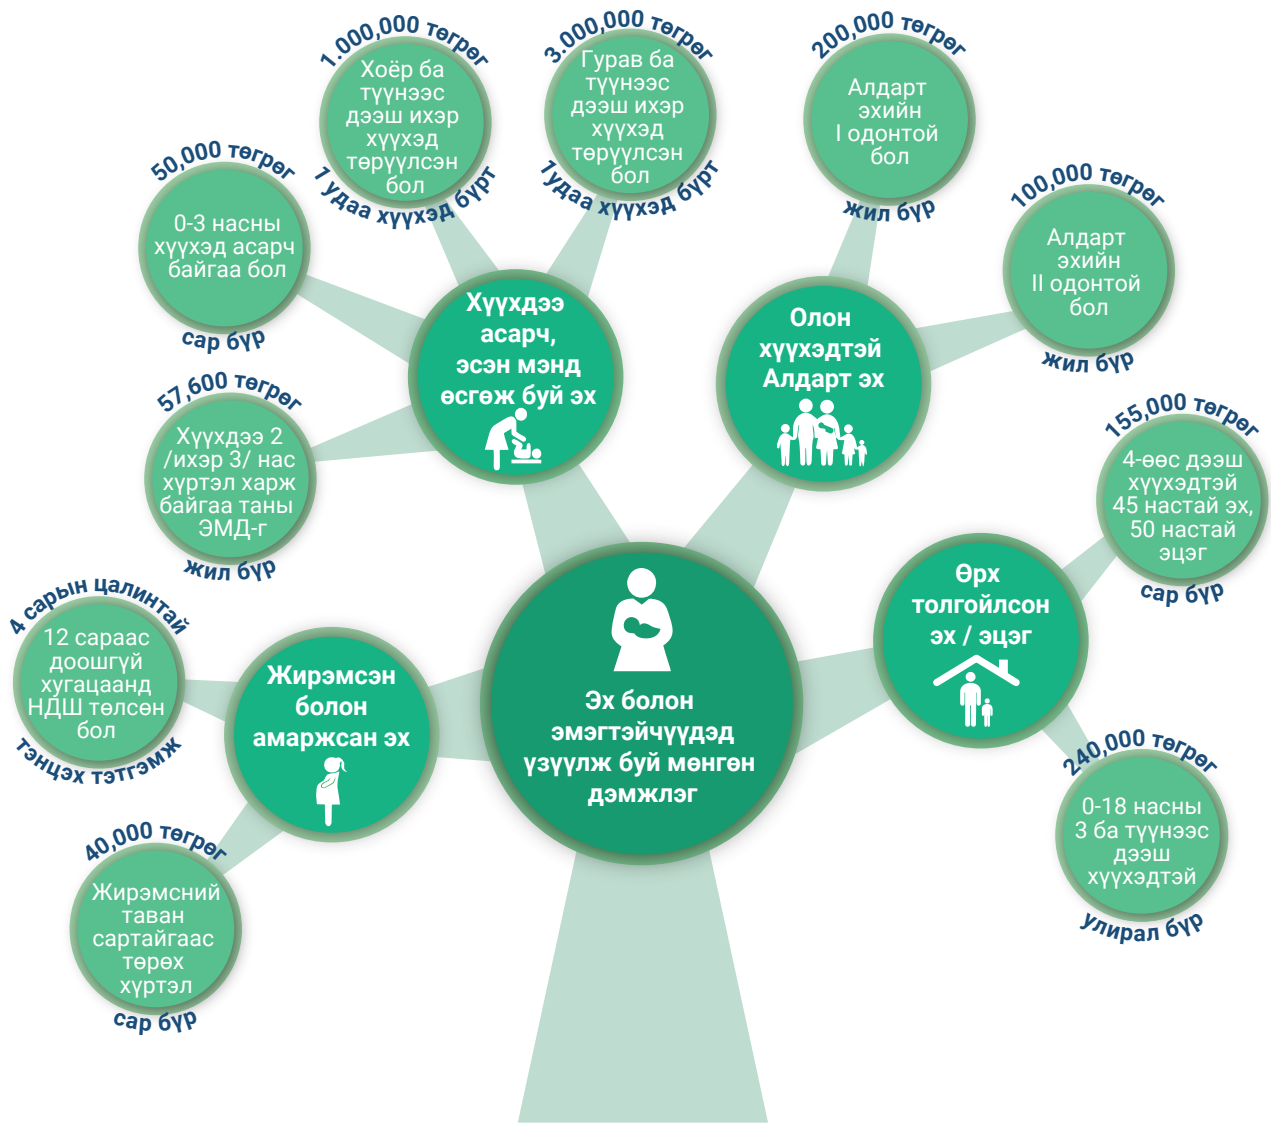 1.000,000 төгрөг
Хоёр ба
түүнээс
дээш ихэр
хүүхэд
төрүүлсэн
бол
1 удаа хүүхэд бүрт
3.000,000 төгрөг
Гурав ба
түүнээс
дээш ихэр
хүүхэд
төрүүлсэн
бол
1удаа хүүхэд бүрт
200,000 төгрөг
Алдарт
эхийн
I одонтой
бол
жил бүр
50,000 төгрөг
0-3 насны
хүүхэд асарч
байгаа бол
сар бүр
100,000 төгрөг
Алдарт
эхийн
II одонтой
бол
жил бүр
Хүүхдээ
асарч,
эсэн мэнд
өсгөж буй эх
Олон
хүүхэдтэй
Алдарт эх
57,600 төгрөг
Хүүхдээ 2
/ихэр 3/ нас
хүртэл харж
байгаа таны
ЭМД-г
жил бүр
155,000 төгрөг
4-өөс дээш
хүүхэдтэй
45 настай эх,
50 настай
эцэг
сар бүр
Өрх
толгойлсон
эх / эцэг
4 сарын цалинтай
12 сараас
доошгүй
хугацаанд
НДШ төлсөн
бол
тэнцэх тэтгэмж
Жирэмсэн
болон
амаржсан эх
Эх болон
эмэгтэйчүүдэд
үзүүлж буй мөнгөн
дэмжлэг
240,000 төгрөг
0-18 насны
3 ба түүнээс
дээш
хүүхэдтэй
улирал бүр
40,000 төгрөг
Жирэмсний
таван
сартайгаас
төрөх
хүртэл
сар бүр